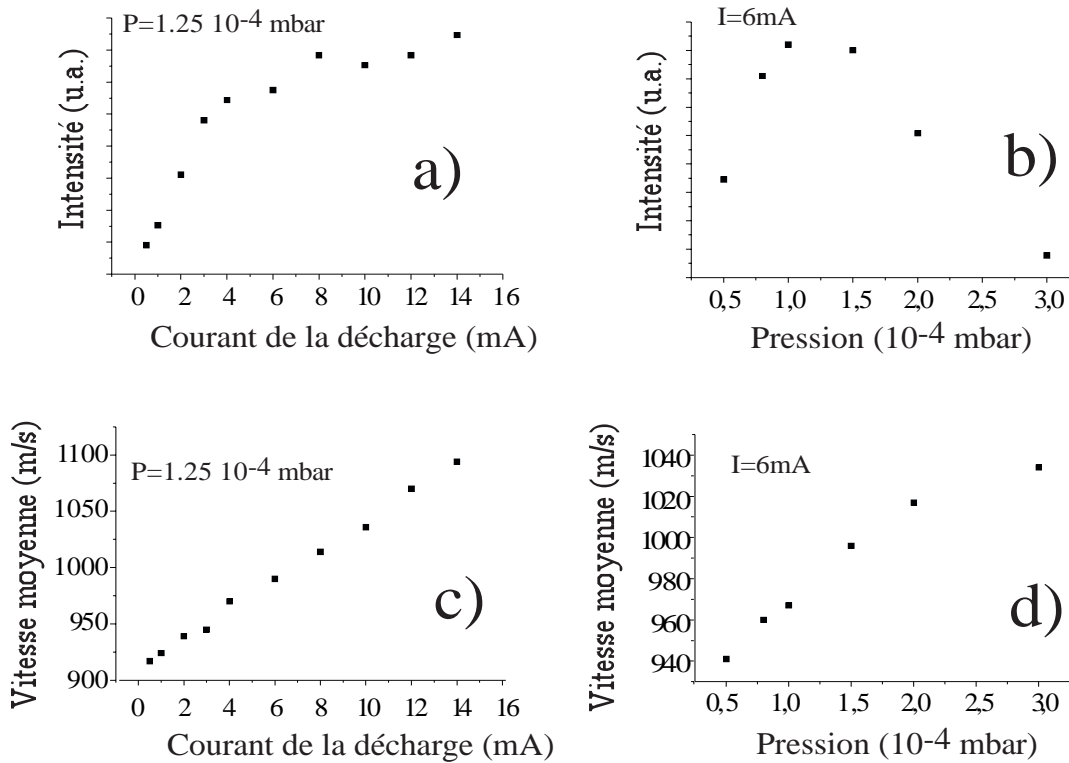 P=1.25 10-4 mbar
Intensité (u.a.)
a)
0 2 4 6 8 10 12 14 16
Courant de la décharge (mA)
I=6mA
Intensité (u.a.)
b)
0,5 1,0 1,5 2,0 2,5 3,0
Pression (10-4 mbar)
P=1.25 10-4 mbar
Vitesse moyenne (m/s)
1100
1050
1000
950
900
c)
0 2 4 6 8 10 12 14 16
Courant de la décharge (mA)
I=6mA
Vitesse moyenne (m/s)
1040
1020
1000
980
960
940
d)
0,5 1,0 1,5 2,0 2,5 3,0
Pression (10-4 mbar)